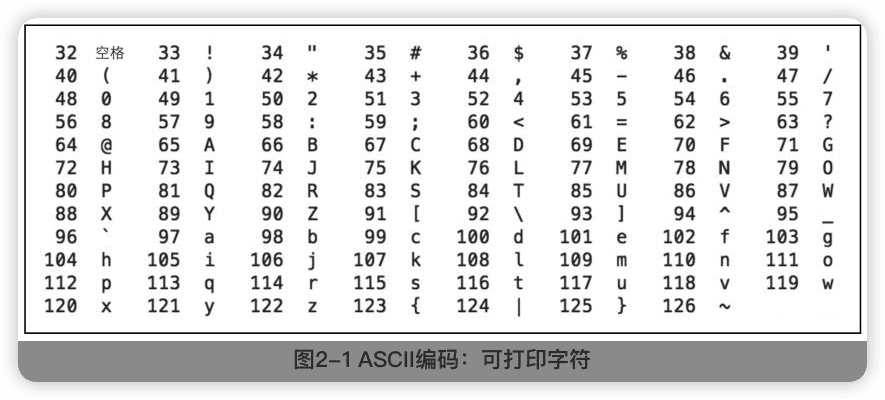 32 空格 33 ! 34 " 35 # 36 $ 37 % 38 & 39 '
40 ( 41 ) 42 * 43 + 44 , 45 - 46 . 47 /
48 0 49 1 50 2 51 3 52 4 53 5 54 6 55 7
56 8 57 9 58 : 59 ; 60 < 61 = 62 > 63 ?
64 @ 65 A 66 B 67 C 68 D 69 E 70 F 71 G
72 H 73 I 74 J 75 K 76 L 77 M 78 N 79 O
80 P 81 Q 82 R 83 S 84 T 85 U 86 V 87 W
88 X 89 Y 90 Z 91 [ 92 \ 93 ] 94 ^ 95 _
96 ` 97 a 98 b 99 c 100 d 101 e 102 f 103 g
104 h 105 i 106 j 107 k 108 l 109 m 110 n 111 o
112 p 113 q 114 r 115 s 116 t 117 u 118 v 119 w
120 x 121 y 122 z 123 { 124 | 125 } 126 ~
图2-1 ASCII编码：可打印字符